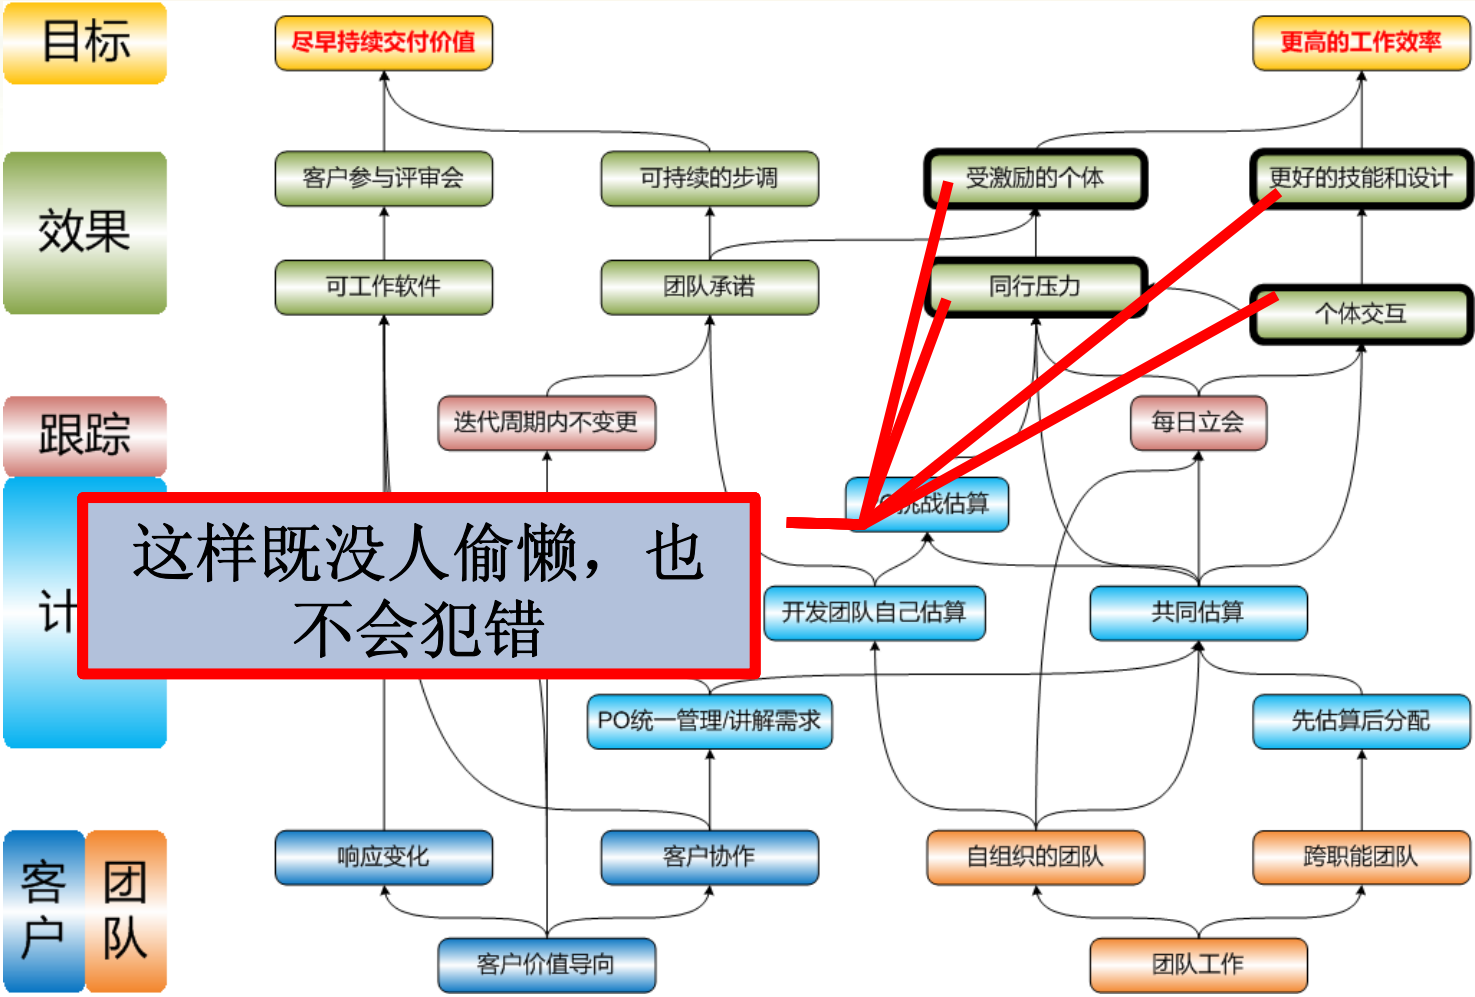 目标
尽早持续交付价值
更高的工作效率
效果
客户参与评审会
可持续的步调
受激励的个体
更好的技能和设计
可工作软件
团队承诺
同行压力
个体交互
跟踪
迭代周期内不变更
每日立会
挑战估算
计
这样既没人偷懒，也
不会犯错
开发团队自己估算
共同估算
PO统一管理/讲解需求
先估算后分配
客户
团队
响应变化
客户协作
自组织的团队
跨职能团队
客户价值导向
团队工作